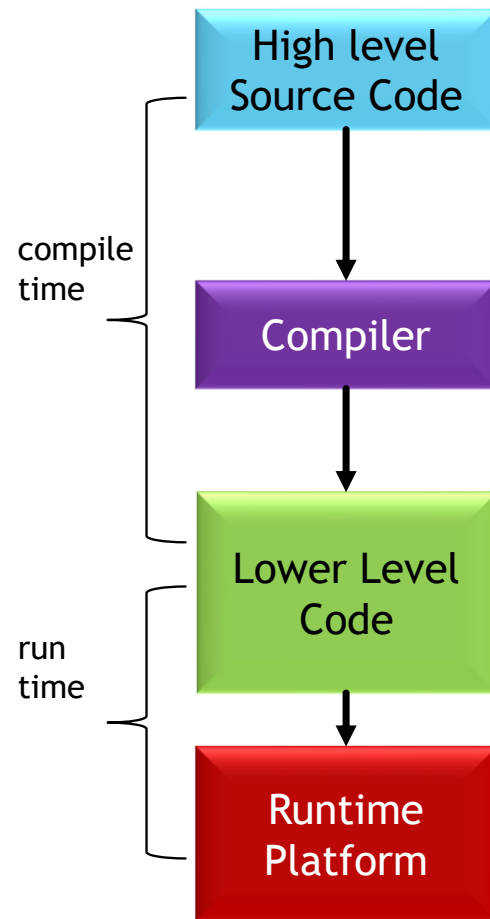 High level
Source Code
compile
time
Compiler
Lower Level
Code
run
time
Runtime
Platform